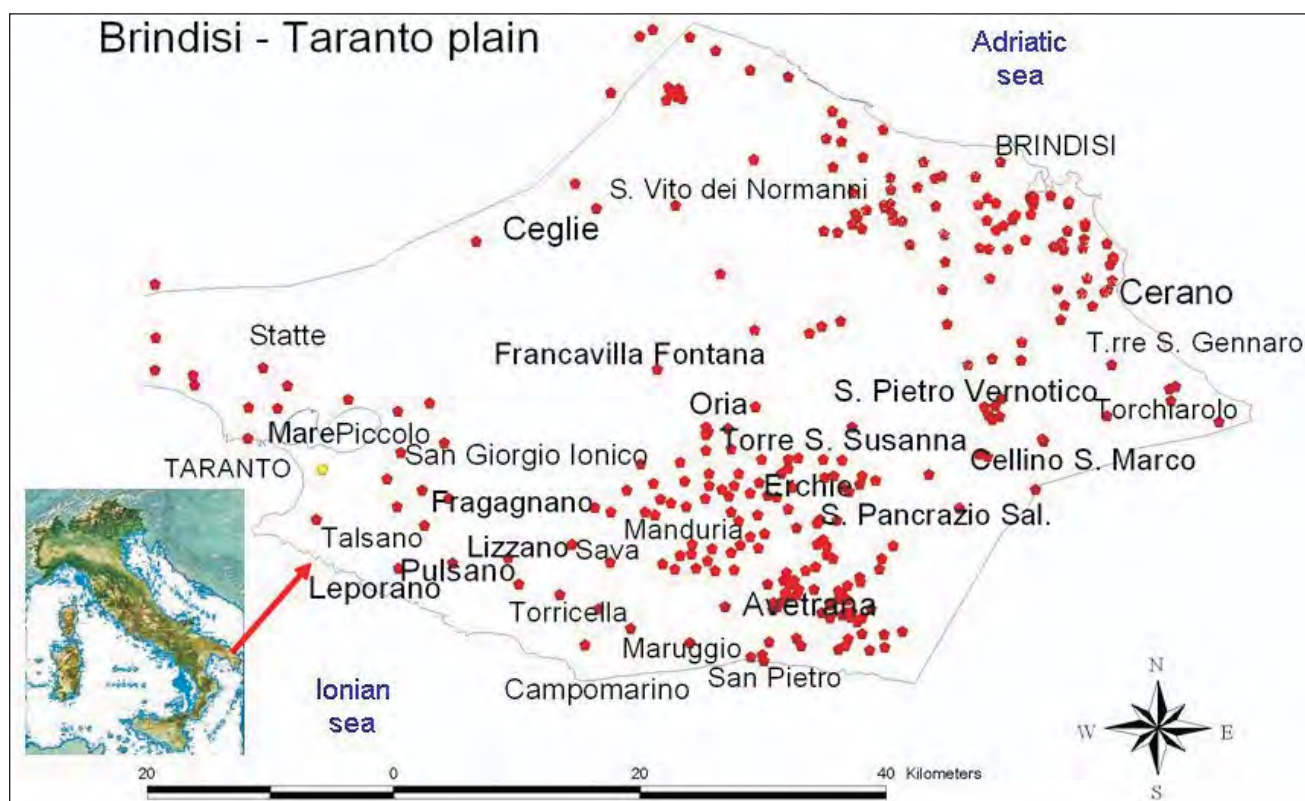 Brindisi - Taranto plain
Adriatic
sea
BRINDISI
S. Vito dei Normanni
Ceglie
Cerano
Statte
T.rre S. Gennaro
Francavilla Fontana
S. Pietro Vernotico
Oria
Torchiarolo
MarePiccolo
Torre S. Susanna
San Giorgio Ionico
TARANTO
Cellino S. Marco
Erchie
Fragagnano
S. Pancrazio Sal.
Manduria
Talsano
Lizzano
Sava
Pulsano
Leporano
Avetrana
Torricella
Maruggio
San Pietro
Campomarino
Ionian
sea
N
W E
S
20 0 20 40 Kilometers